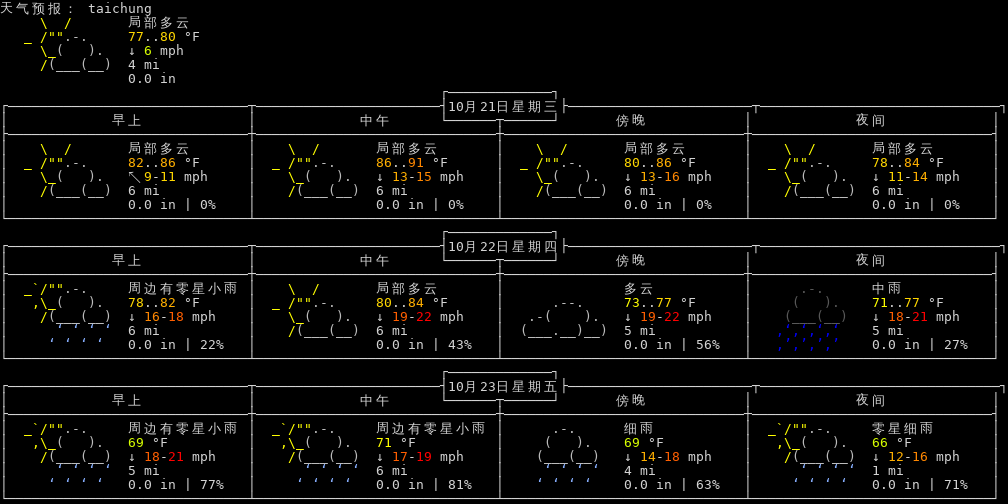 天气预报： taichung
局部多云
77..80 °F
↓ 6 mph
4 mi
0.0 in
10月21日星期三
早上 中午 傍晚 夜间
局部多云 局部多云 局部多云 局部多云
82..86 °F 86..91 °F 80..86 °F 78..84 °F
↖ 9-11 mph ↓ 13-15 mph ↓ 13-16 mph ↓ 11-14 mph
6 mi 6 mi 6 mi 6 mi
0.0 in | 0% 0.0 in | 0% 0.0 in | 0% 0.0 in | 0%
10月22日星期四
早上 中午 傍晚 夜间
周边有零星小雨 局部多云 多云 中雨
78..82 °F 80..84 °F 73..77 °F 71..77 °F
↓ 16-18 mph ↓ 19-22 mph ↓ 19-22 mph ↓ 18-21 mph
6 mi 6 mi 5 mi 5 mi
0.0 in | 22% 0.0 in | 43% 0.0 in | 56% 0.0 in | 27%
10月23日星期五
早上 中午 傍晚 夜间
周边有零星小雨 周边有零星小雨 细雨 零星细雨
69 °F 71 °F 69 °F 66 °F
↓ 18-21 mph ↓ 17-19 mph ↓ 14-18 mph ↓ 12-16 mph
5 mi 6 mi 4 mi 1 mi
0.0 in | 77% 0.0 in | 81% 0.0 in | 63% 0.0 in | 71%